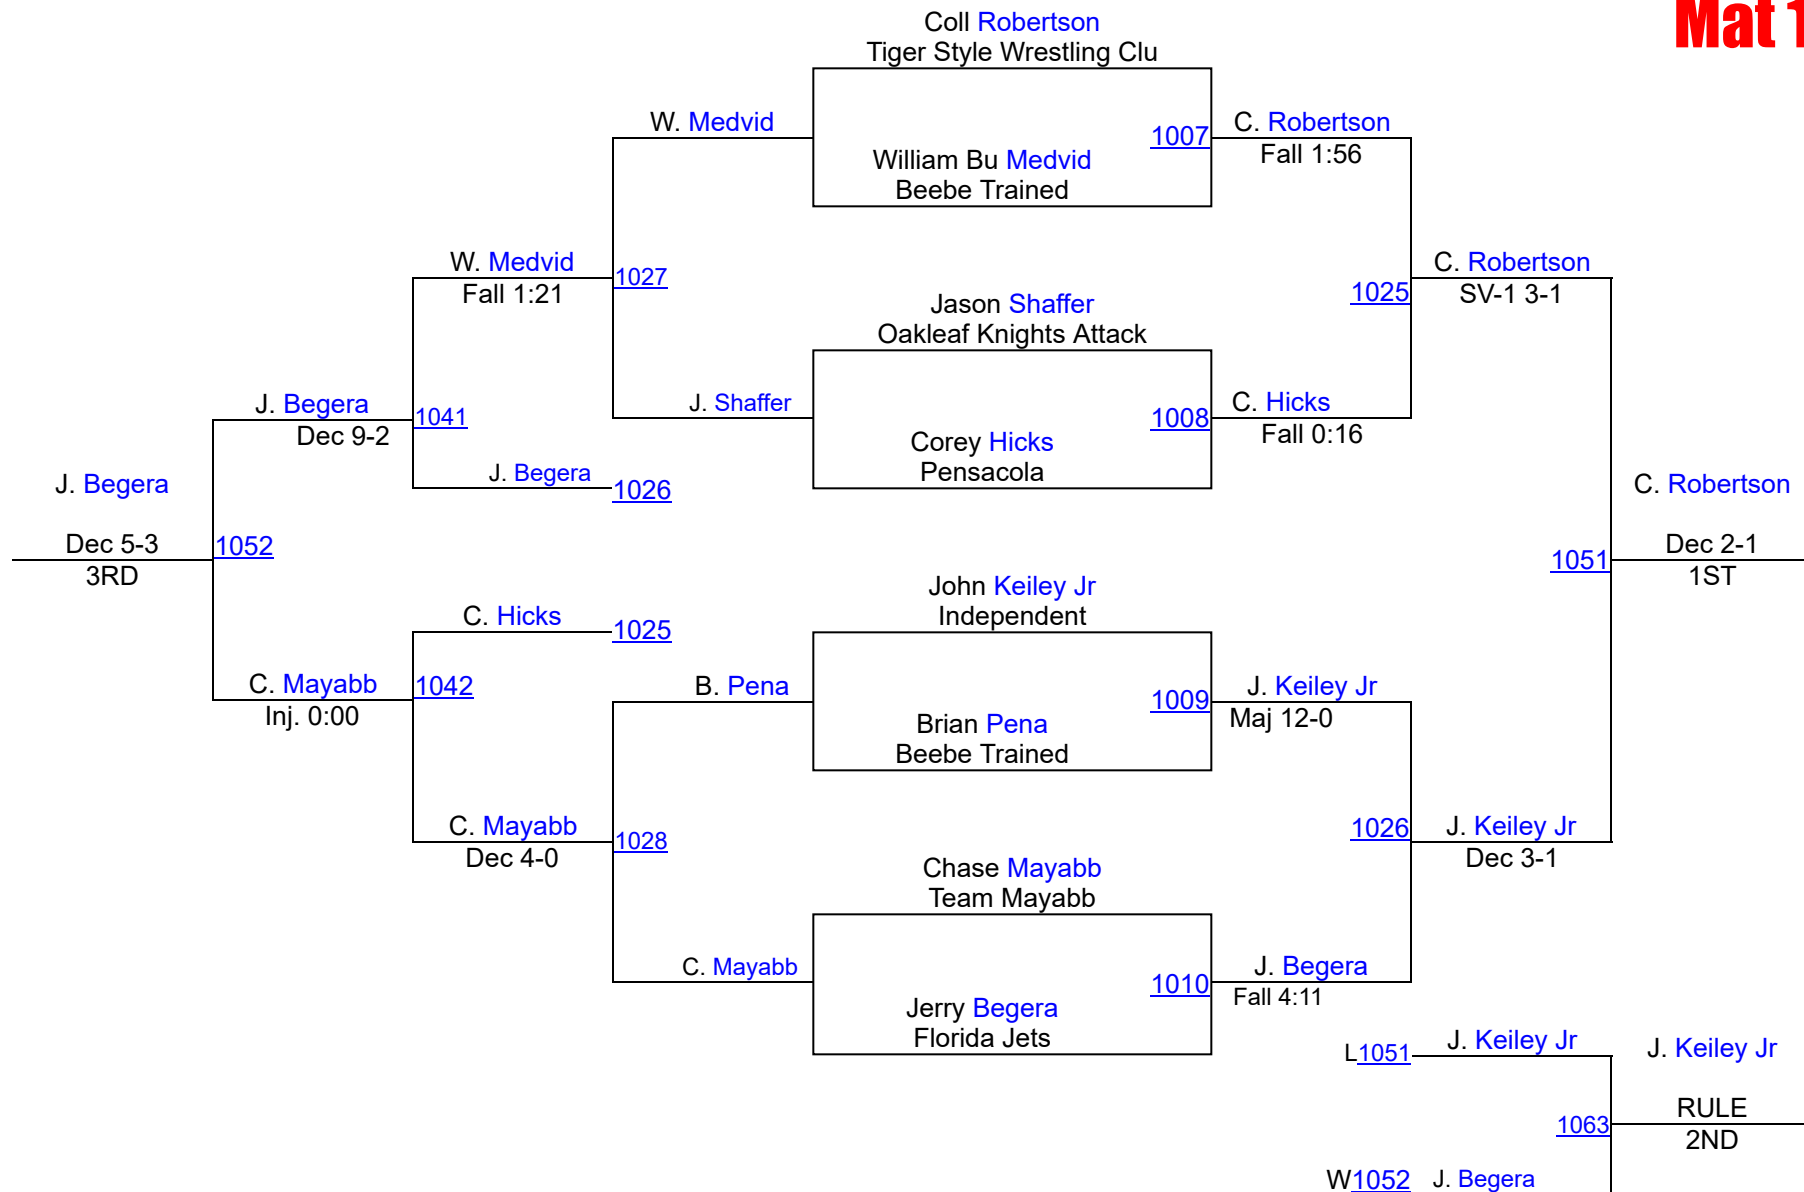 Mat 1
Coll Robertson
Tiger Style Wrestling Clu
W. Medvid
1007
C. Robertson
Fall 1:56
William Bu Medvid
Beebe Trained
W. Medvid
Fall 1:21
1027
C. Robertson
SV-1 3-1
1025
Jason Shaffer
Oakleaf Knights Attack
J. Begera
Dec 9-2
1041
J. Shaffer
1008
C. Hicks
Fall 0:16
Corey Hicks
Pensacola
J. Begera
1026
J. Begera
Dec 5-3
3RD
1052
C. Robertson
Dec 2-1
1ST
1051
John Keiley Jr
Independent
C. Hicks
1025
C. Mayabb
Inj. 0:00
1042
B. Pena
1009
J. Keiley Jr
Maj 12-0
Brian Pena
Beebe Trained
C. Mayabb
Dec 4-0
1028
1026
J. Keiley Jr
Dec 3-1
Chase Mayabb
Team Mayabb
C. Mayabb
1010
J. Begera
Fall 4:11
Jerry Begera
Florida Jets
L1051
J. Keiley Jr
J. Keiley Jr
RULE
2ND
1063
W1052
J. Begera